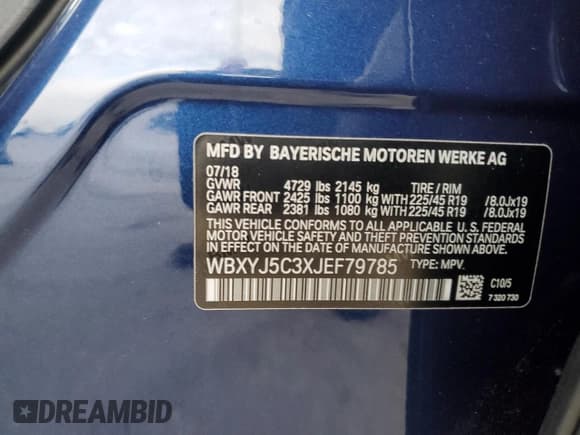 MFD BY BAYERISCHE MOTOREN WERKE AG
07/18
GVWR 4729 lbs 2145 kg TIRE / RIM
GAWR FRONT 2425 lbs 1100 kg WITH 225/45 R19 /8.0Jx19
GAWR REAR 2381 lbs 1080 kg WITH 225/45 R19 /8.0Jx19
THIS VEHICLE CONFORMS TO ALL APPLICABLE U. S. FEDERAL
MOTOR VEHICLE SAFETY, BUMPER, AND THEFT PREVENTION
STANDARDS IN EFFECT ON THE DATE OF MANUFACTURE
SHOWN ABOVE.
WBXYJ5C3XJEF79785 TYPE: MPV.
C10/5
7 320 730
DREAMBID